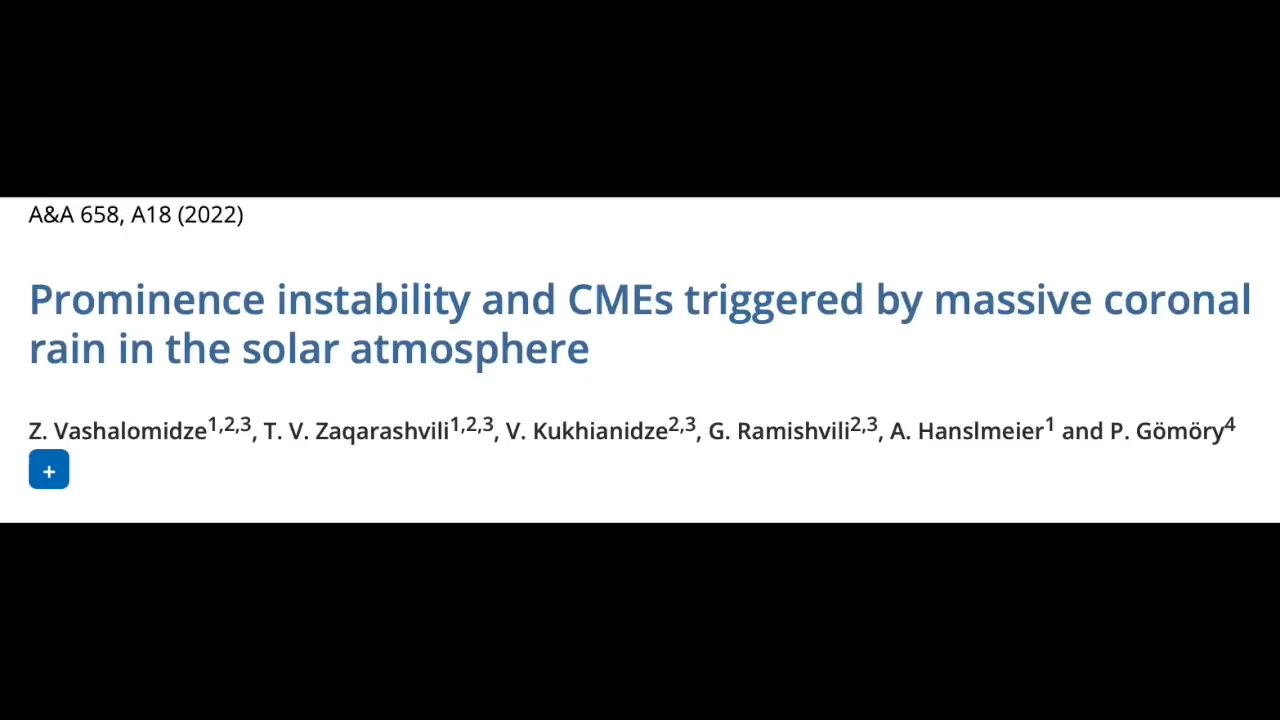 A&A 658, A18 (2022)
Prominence instability and CMEs triggered by massive coronal
rain in the solar atmosphere
Z. Vashalomidze1,2,3, T. V. Zaqarashvili1,2,3, V. Kukhianidze2,3, G. Ramishvili2,3, A. Hanslmeier1 and P. Gömöry4
+